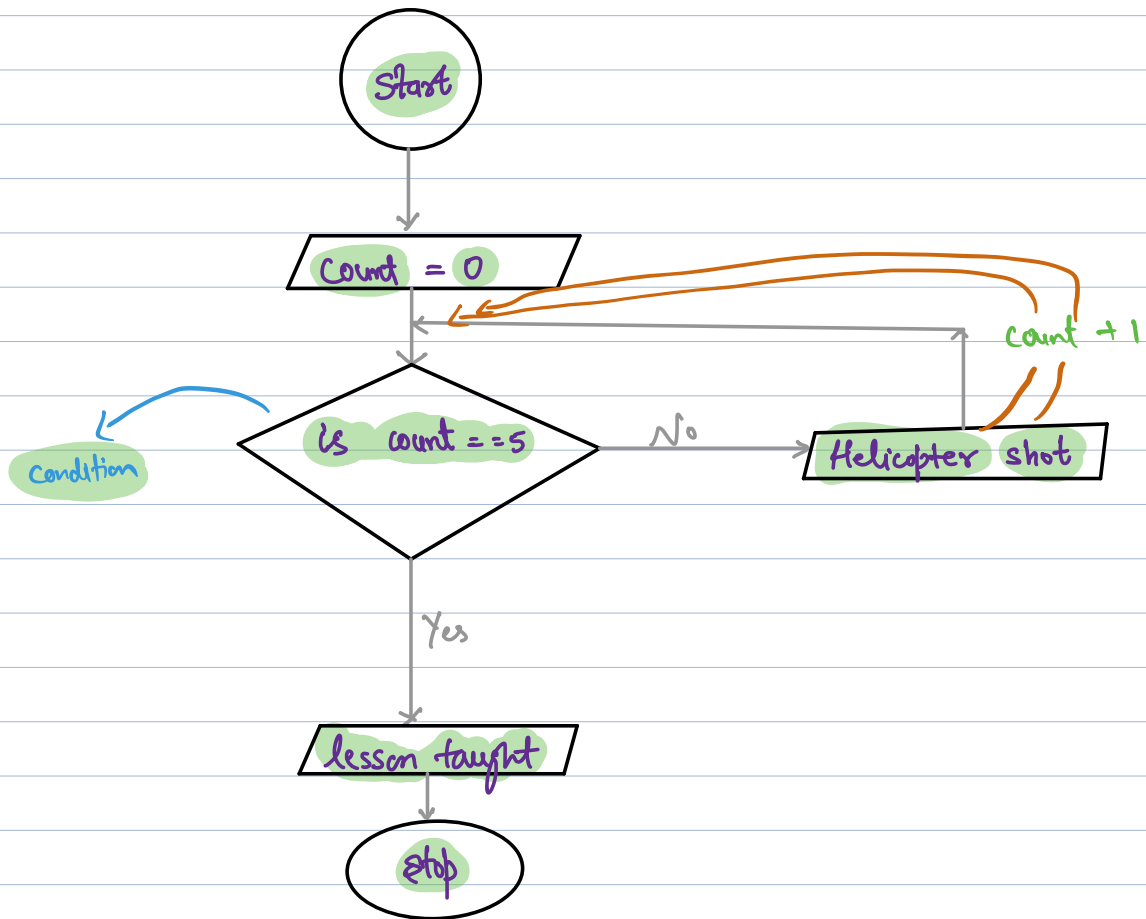 Start
Count = 0
count + 1
is count==5
No
Helicopter shot
condition
Yes
lesson taught
stop